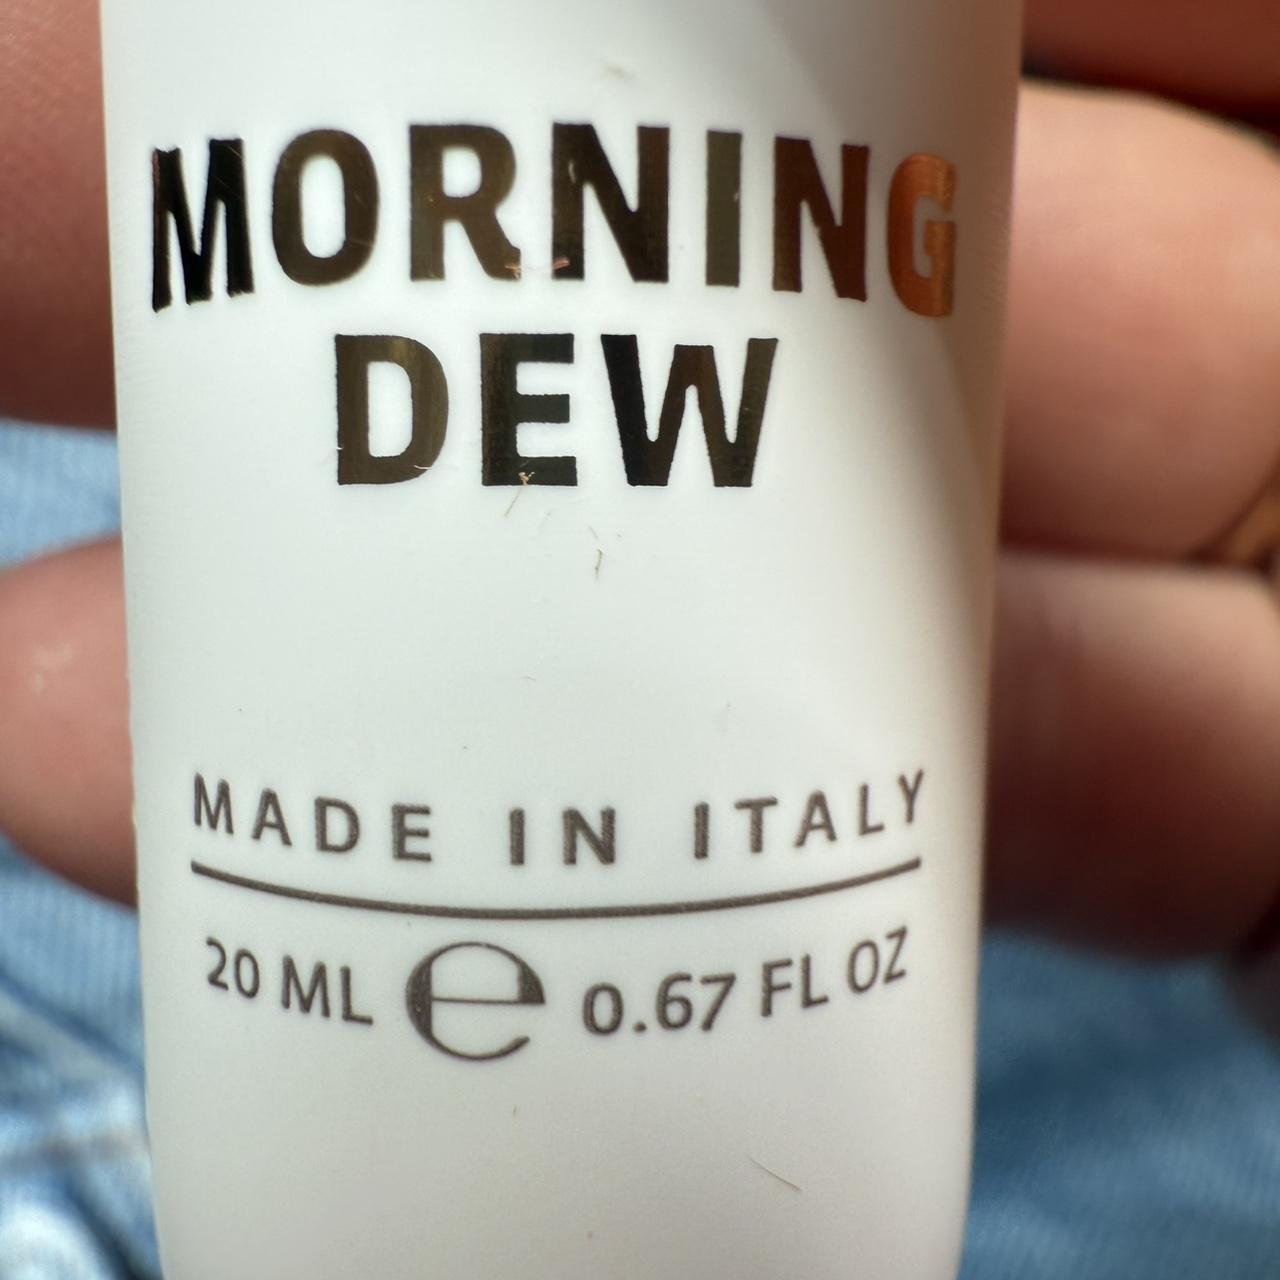 MORNING
DEW
MADE IN ITALY
20 ML e 0.67 FL OZ